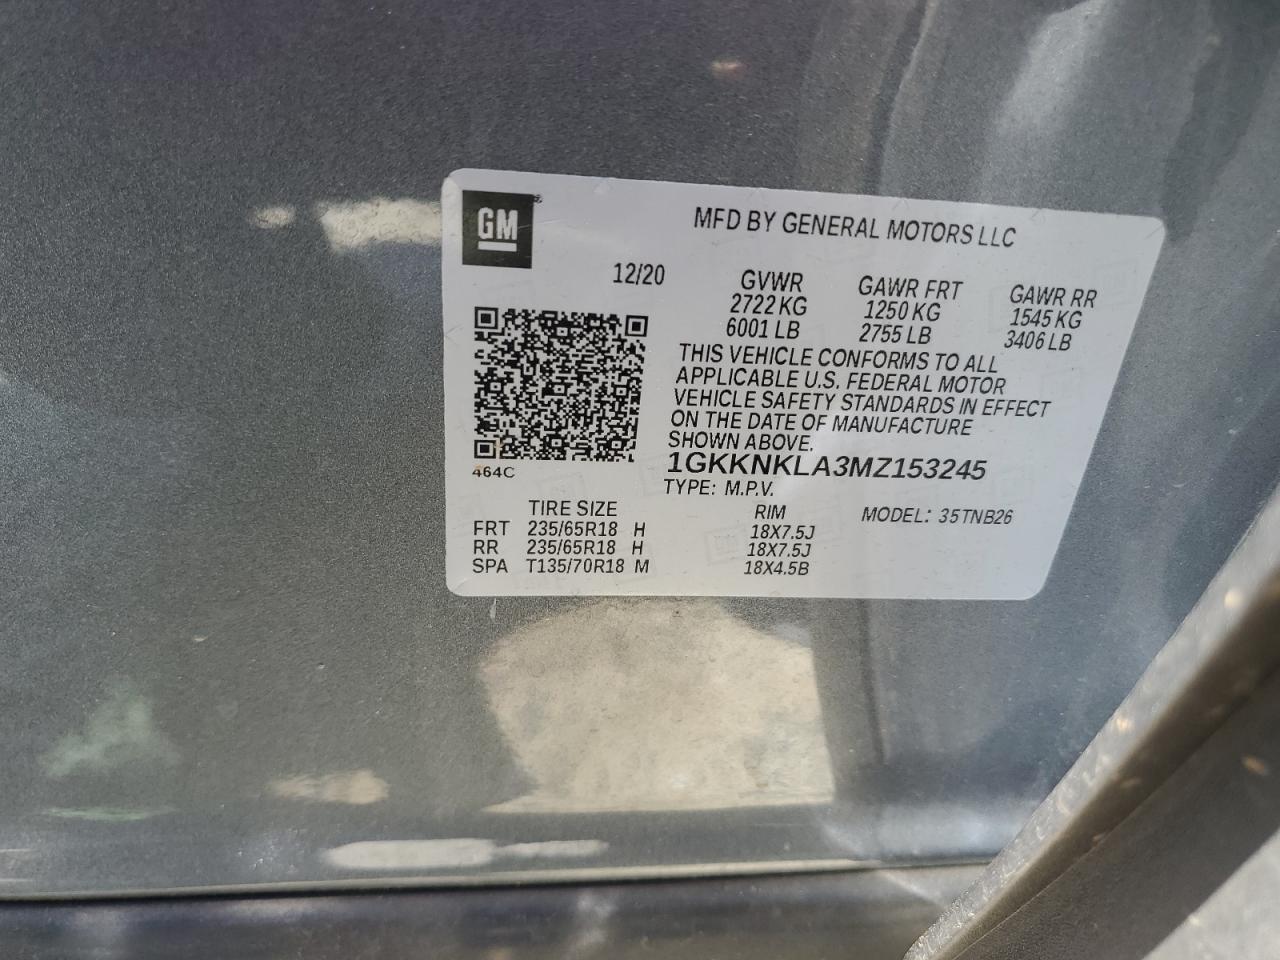 GM
MFD BY GENERAL MOTORS LLC
12/20
GVWR
2722 KG
6001 LB
GAWR FRT
1250 KG
2755 LB
GAWR RR
1545 KG
3406 LB
THIS VEHICLE CONFORMS TO ALL
APPLICABLE U.S. FEDERAL MOTOR
VEHICLE SAFETY STANDARDS IN EFFECT
ON THE DATE OF MANUFACTURE
SHOWN ABOVE.
464C
1GKKNKLA3MZ153245
TYPE: M.P.V. MODEL: 35TNB26
TIRE SIZE RIM
FRT 235/65R18 H 18X7.5J
RR 235/65R18 H 18X7.5J
SPA T135/70R18 M 18X4.5B